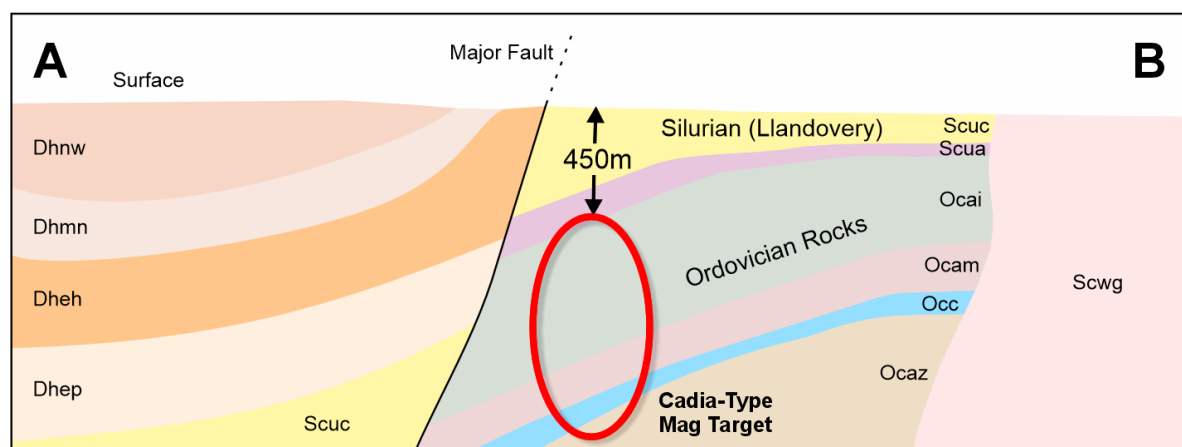 A
Major Fault
B
Surface
Silurian (Llandovery)
Scuc
Dhnw
450m
Scua
Ocai
Dhmn
Ordovician Rocks
Ocam
Scwg
Dheh
Occ
Ocaz
Dhep
Cadia-Type
Mag Target
Scuc